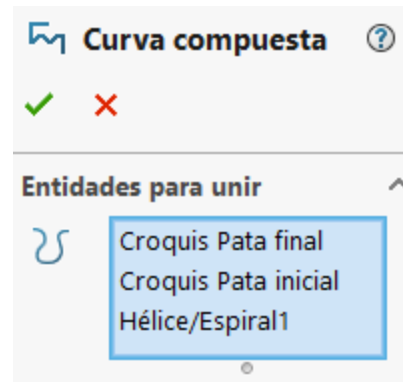 Curva compuesta ?
Entidades para unir
Croquis Pata final
Croquis Pata inicial
Hélice/Espiral1